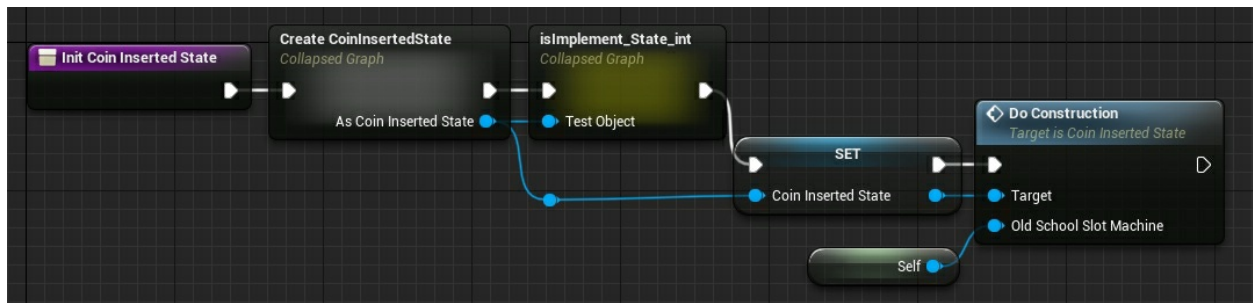 Init Coin Inserted State
Create CoinInsertedState
Collapsed Graph
As Coin Inserted State
isImplement_State_int
Collapsed Graph
Test Object
SET
Coin Inserted State
Do Construction
Target is Coin Inserted State
Target
Old School Slot Machine
Self